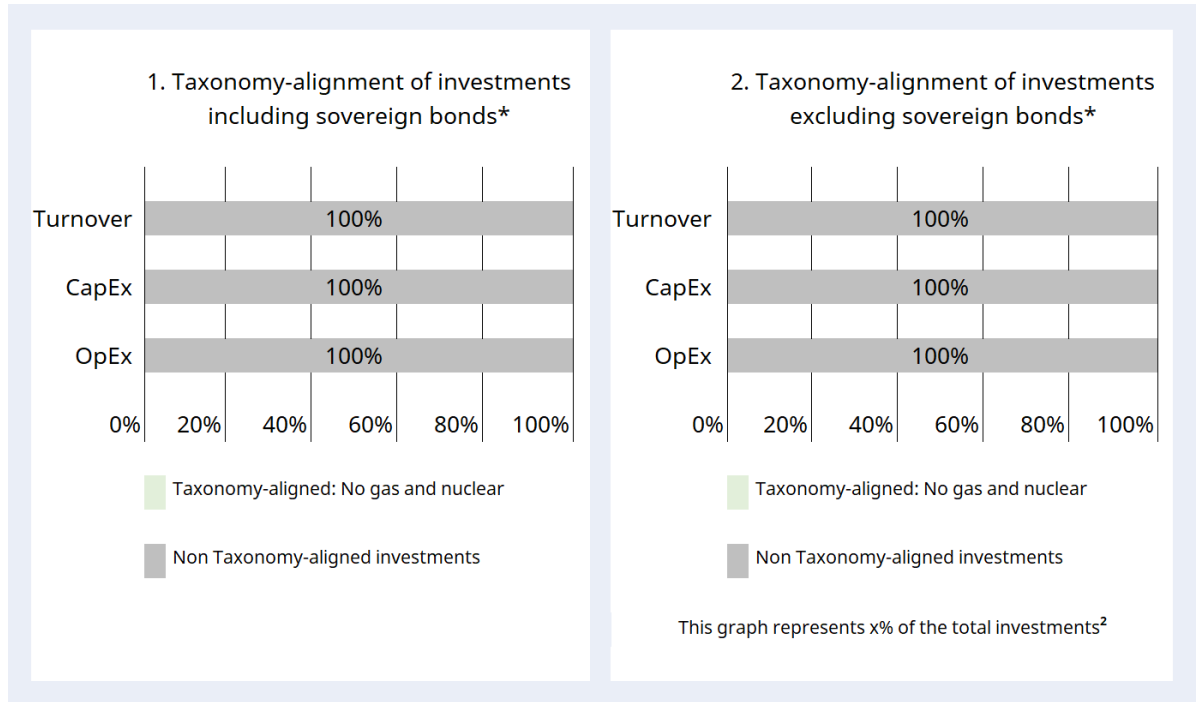 1. Taxonomy-alignment of investments
including sovereign bonds*
Turnover
100%
CapEx
100%
OpEx
100%
0% 20% 40% 60% 80% 100%
Taxonomy-aligned: No gas and nuclear
Non Taxonomy-aligned investments
2. Taxonomy-alignment of investments
excluding sovereign bonds*
Turnover
100%
CapEx
100%
OpEx
100%
0% 20% 40% 60% 80% 100%
Taxonomy-aligned: No gas and nuclear
Non Taxonomy-aligned investments
This graph represents x% of the total investments²